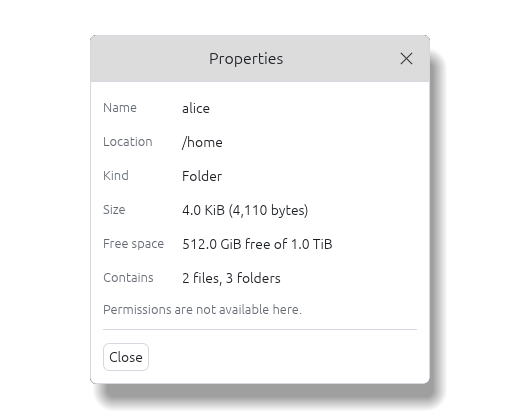 Properties
Name alice
Location /home
Kind Folder
Size 4.0 KiB (4,110 bytes)
Free space 512.0 GiB free of 1.0 TiB
Contains 2 files, 3 folders
Permissions are not available here.
Close